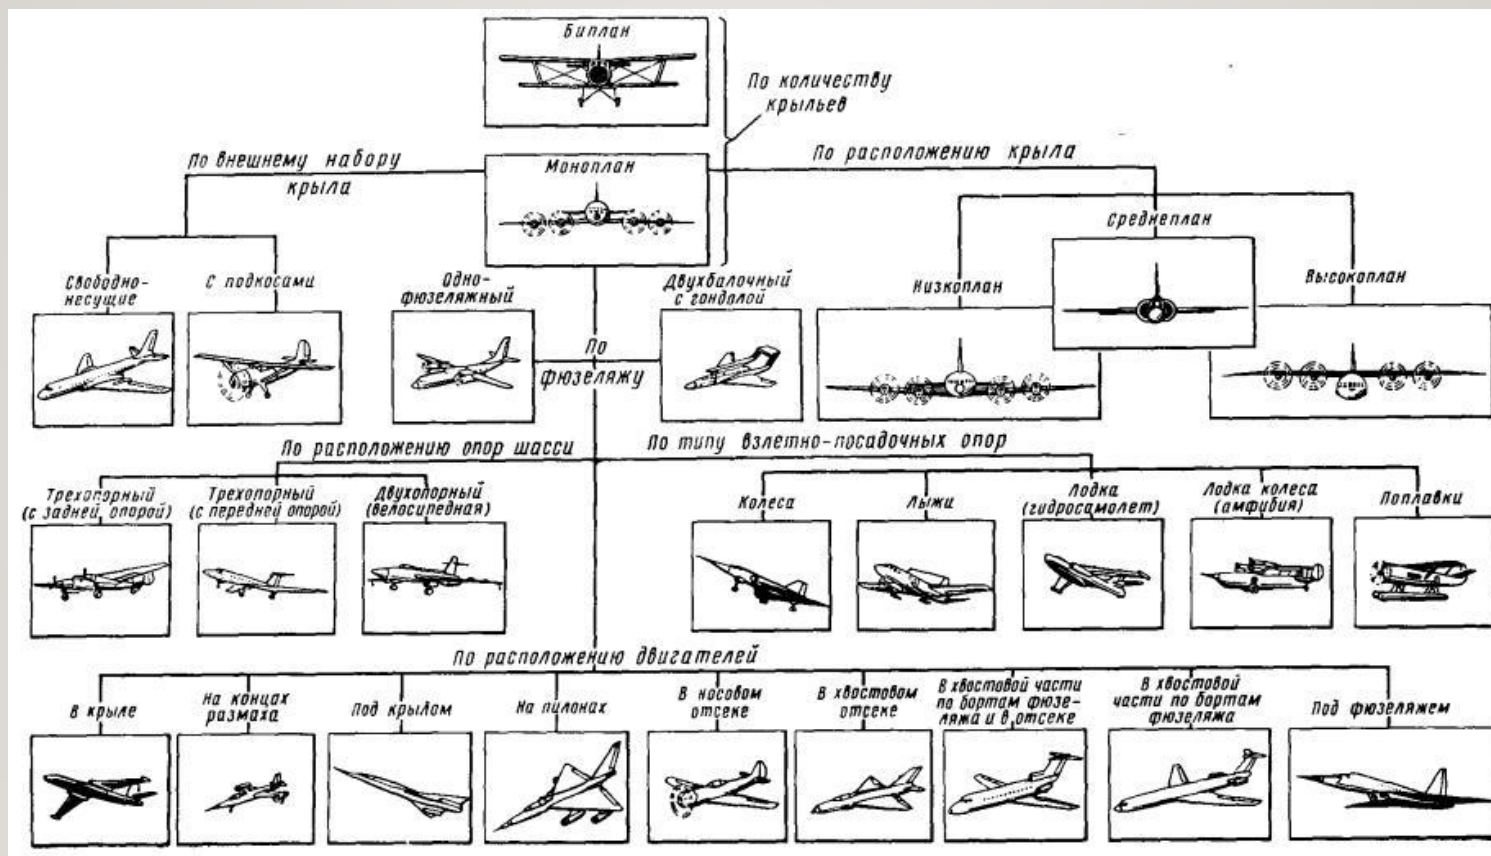 Биплан
По количеству
крыльев
По внешнему набору
крыла
Моноплан
По расположению крыла
Свободно-
несущие
С подкосами
Одно-
фюзеляжный
Двухбалочный
с гондолой
Низкоплан
Среднеплан
Высокоплан
По
фюзеляжу
По расположению опор шасси
По типу взлетно-посадочных опор
Трехопорный
(с задней, опорой)
Трехопорный
(с передней опорой)
Двухопорный
(велосипедная)
Колеса
Лыжи
Лодка
(гидросамолет)
Лодка колеса
(амфибия)
Поплавки
По расположению двигателей
В крыле
На концах
размаха
Под крылом
На пилонах
В носовом
отсеке
В хвостовом
отсеке
В хвостовой части
по бортам фюзе-
ляжа и в отсеке
В хвостовой
части по бортам
фюзеляжа
Под фюзеляжем